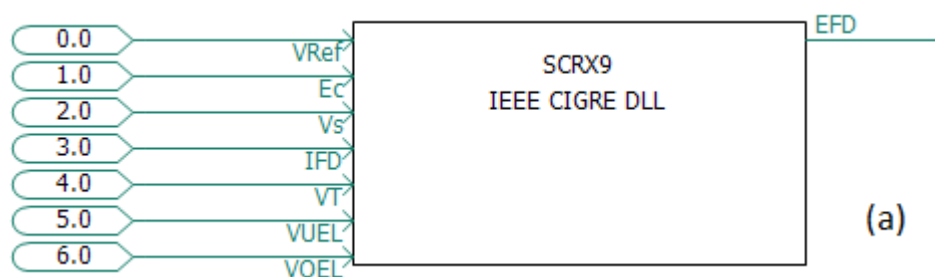 0.0
VRef
1.0
Ec
2.0
Vs
3.0
IFD
4.0
VT
5.0
VUEL
6.0
VOEL
SCRX9
IEEE CIGRE DLL
EFD
(a)